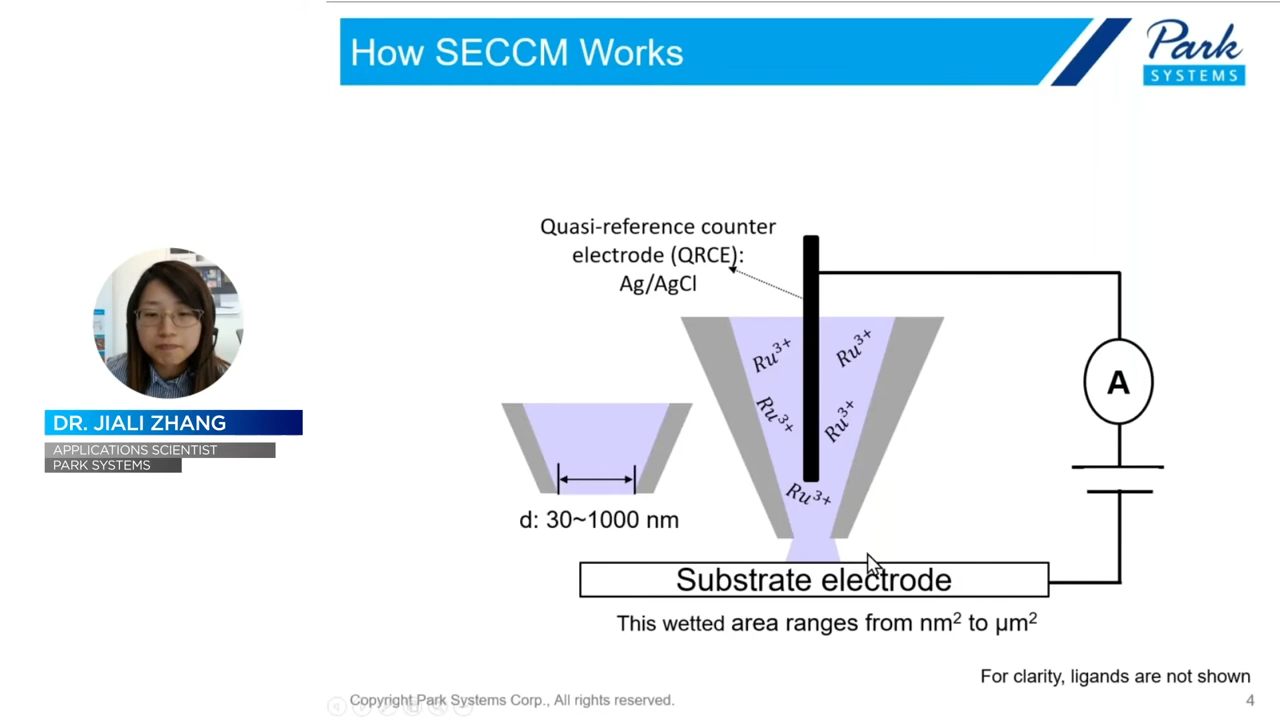 How SECCM Works
Park
SYSTEMS
Quasi-reference counter
electrode (QRCE):
Ag/AgCl
Ru³⁺
Ru³⁺
Ru³⁺
Ru³⁺
Ru³⁺
A
d: 30~1000 nm
Substrate electrode
This wetted area ranges from nm² to μm²
For clarity, ligands are not shown
DR. JIALI ZHANG
APPLICATIONS SCIENTIST
PARK SYSTEMS
Copyright Park Systems Corp., All rights reserved.
4